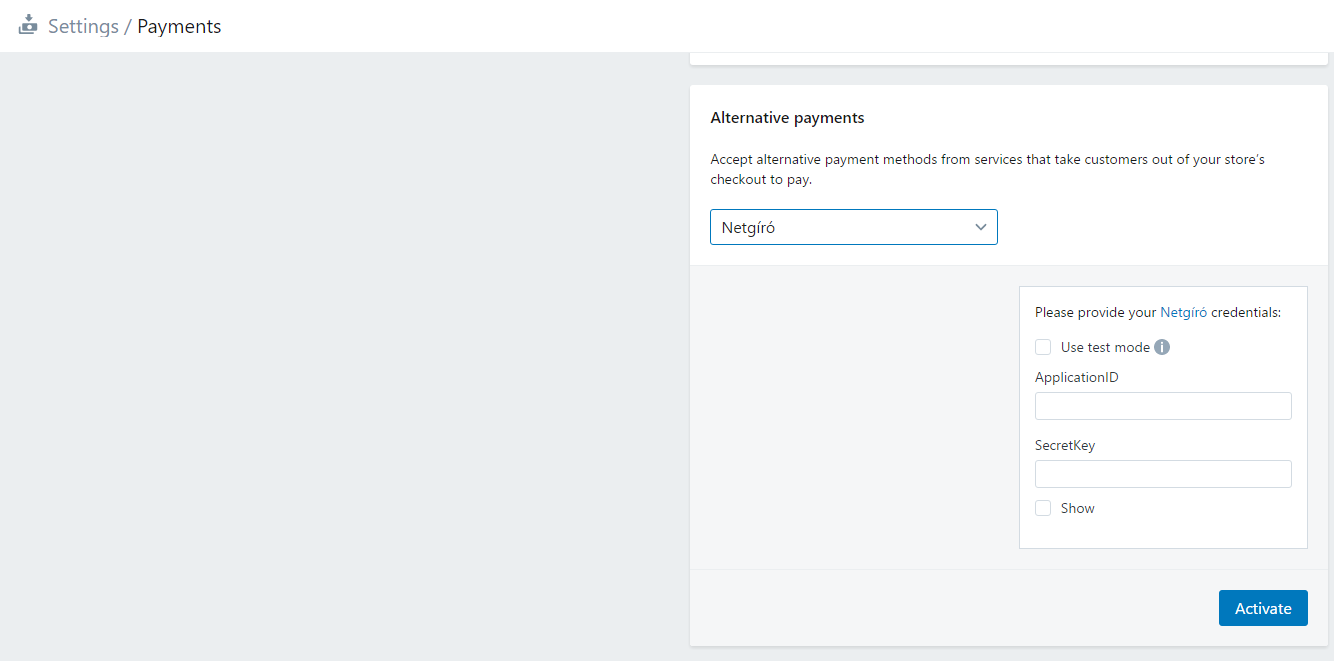 Settings / Payments
Alternative payments
Accept alternative payment methods from services that take customers out of your store's
checkout to pay.
Netgíró
Please provide your Netgíró credentials:
Use test mode
ApplicationID
SecretKey
Show
Activate